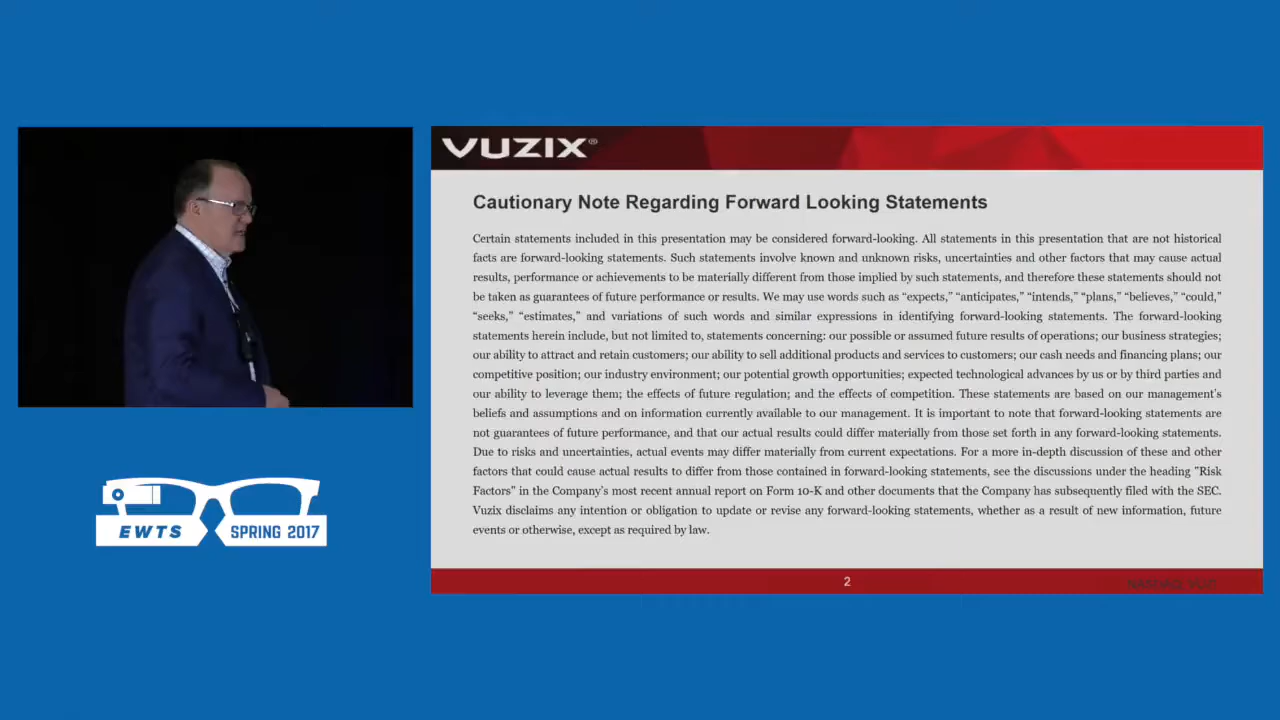 VUZIX®
Cautionary Note Regarding Forward Looking Statements
Certain statements included in this presentation may be considered forward-looking. All statements in this presentation that are not historical
facts are forward-looking statements. Such statements involve known and unknown risks, uncertainties and other factors that may cause actual
results, performance or achievements to be materially different from those implied by such statements, and therefore these statements should not
be taken as guarantees of future performance or results. We may use words such as “expects,” “anticipates,” “intends,” “plans,” “believes,” “could,”
“seeks,” “estimates,” and variations of such words and similar expressions in identifying forward-looking statements. The forward-looking
statements herein include, but not limited to, statements concerning: our possible or assumed future results of operations; our business strategies;
our ability to attract and retain customers; our ability to sell additional products and services to customers; our cash needs and financing plans; our
competitive position; our industry environment; our potential growth opportunities; expected technological advances by us or by third parties and
our ability to leverage them; the effects of future regulation; and the effects of competition. These statements are based on our management's
beliefs and assumptions and on information currently available to our management. It is important to note that forward-looking statements are
not guarantees of future performance, and that our actual results could differ materially from those set forth in any forward-looking statements.
Due to risks and uncertainties, actual events may differ materially from current expectations. For a more in-depth discussion of these and other
factors that could cause actual results to differ from those contained in forward-looking statements, see the discussions under the heading "Risk
Factors" in the Company's most recent annual report on Form 10-K and other documents that the Company has subsequently filed with the SEC.
Vuzix disclaims any intention or obligation to update or revise any forward-looking statements, whether as a result of new information, future
events or otherwise, except as required by law.
2
EWTS SPRING 2017